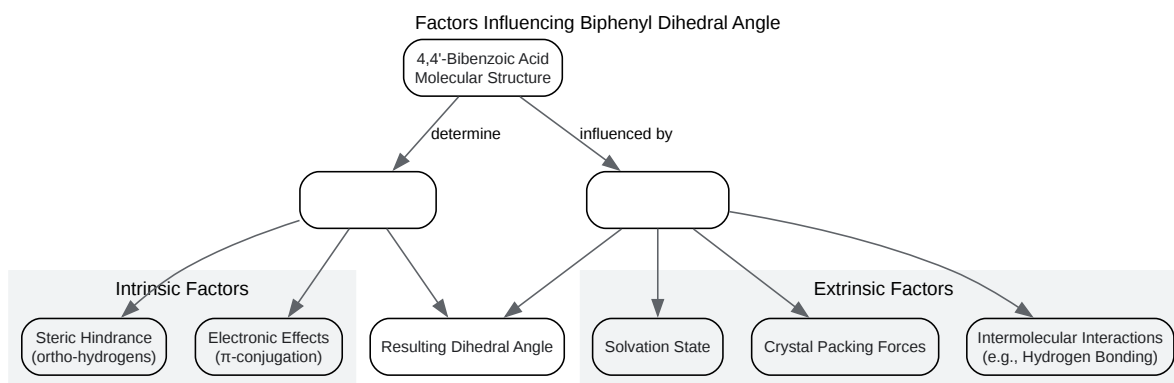 Factors Influencing Biphenyl Dihedral Angle
4,4'-Bibenzoic Acid
Molecular Structure
determine
influenced by
Intrinsic Factors
Extrinsic Factors
Steric Hindrance
(ortho-hydrogens)
Electronic Effects
(π-conjugation)
Resulting Dihedral Angle
Solvation State
Crystal Packing Forces
Intermolecular Interactions
(e.g., Hydrogen Bonding)